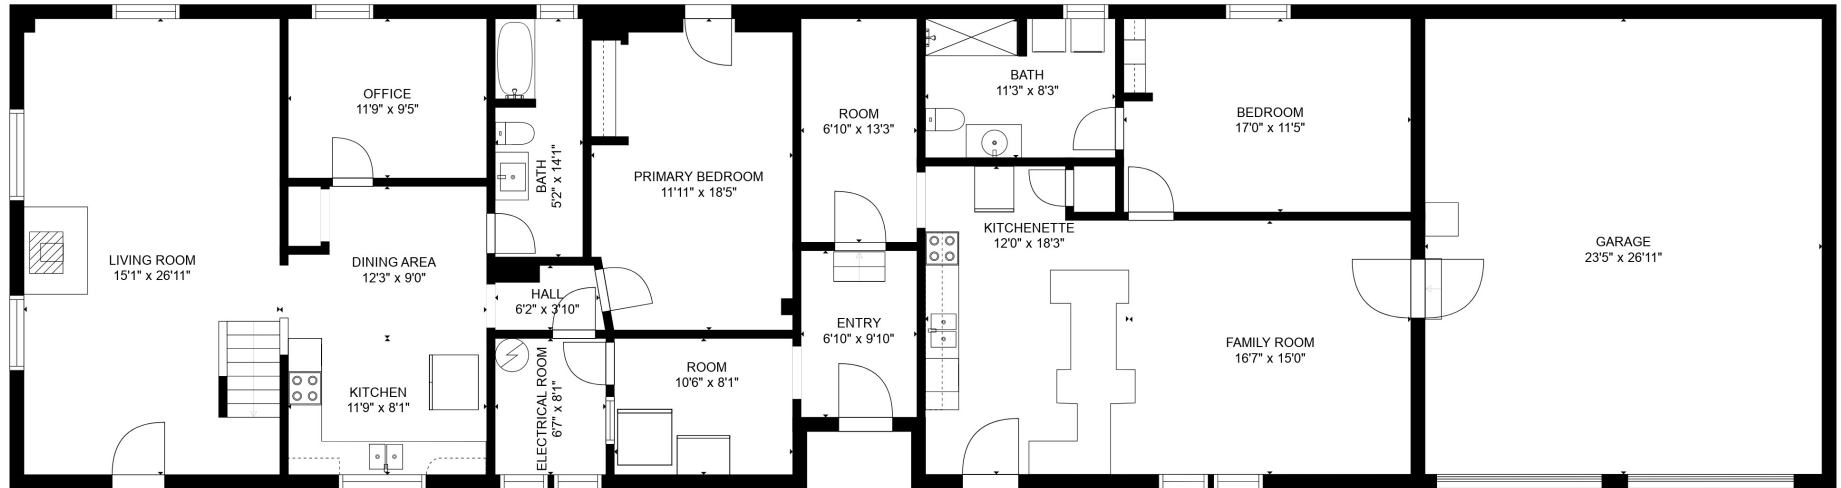 LIVING ROOM
15'1" x 26'11"
OFFICE
11'9" x 9'5"
DINING AREA
12'3" x 9'0"
KITCHEN
11'9" x 8'1"
BATH
5'2" x 14'1"
HALL
6'2" x 3'10"
ELECTRICAL ROOM
6'7" x 8'1"
PRIMARY BEDROOM
11'11" x 18'5"
ROOM
10'6" x 8'1"
ROOM
6'10" x 13'3"
ENTRY
6'10" x 9'10"
BATH
11'3" x 8'3"
KITCHENETTE
12'0" x 18'3"
BEDROOM
17'0" x 11'5"
FAMILY ROOM
16'7" x 15'0"
GARAGE
23'5" x 26'11"